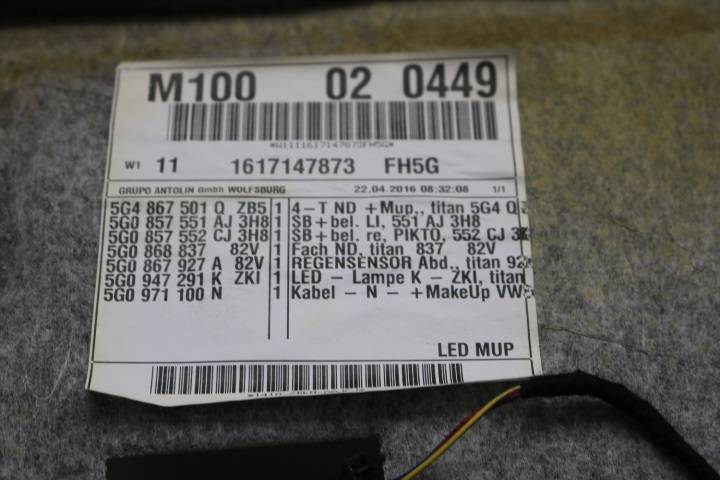 M100 02 0449
*W1111617147873FH5G*
W1 11 1617147873 FH5G
GRUPO ANTOLIN Gmbh WOLFSBURG 22.04.2016 08:32:08 1/1
5G4 867 501 Q ZB5 1 4-T ND +Mup,, titan 5G4 Q
5G0 857 551 AJ 3H8 1 SB+bel. LI, 551 AJ 3H8
5G0 857 552 CJ 3H8 1 SB+bel. re, PIKTO, 552 CJ
5G0 868 837 82V 1 Fach ND, titan 837 82V
5G0 867 927 A 82V 1 REGENSENSOR Abd., titan
5G0 947 291 K ZKI 1 LED - Lampe K - ZKI, titan
5G0 971 100 N 1 Kabel - N - +MakeUp VW
LED MUP